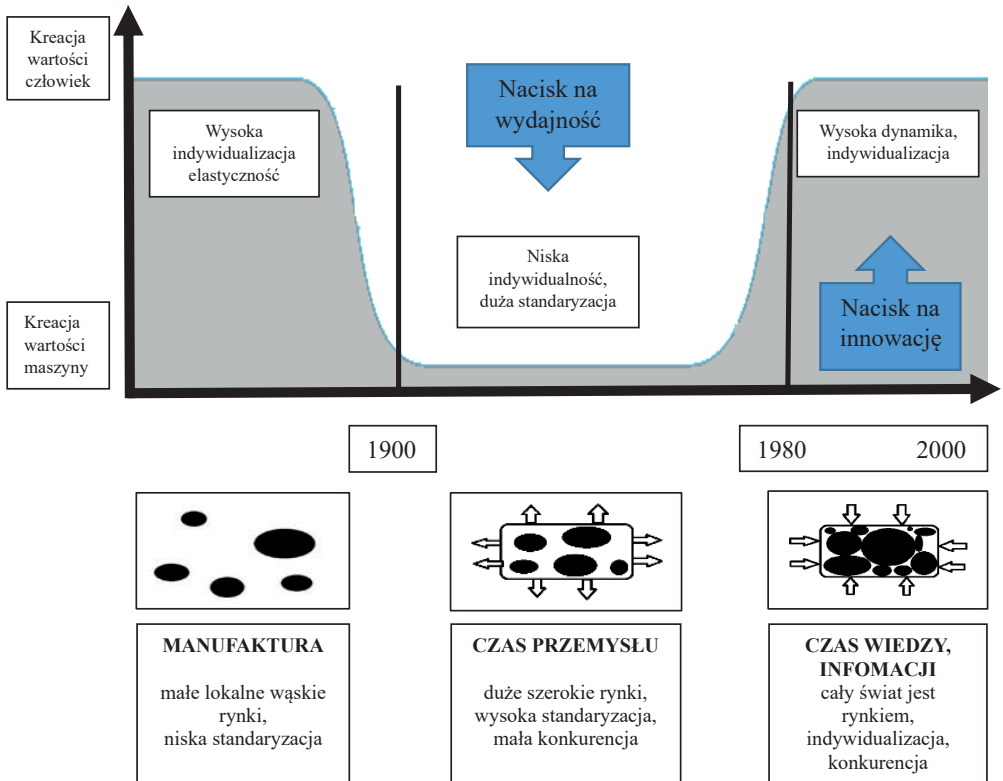 Kreacja
wartości
człowiek
Nacisk na
wydajność
Wysoka
indywidualizacja
elastyczność
Wysoka dynamika,
indywidualizacja
Niska
indywidualność,
duża standaryzacja
Kreacja
wartości
maszyny
Nacisk na
innowację
1900
1980 2000
MANUFAKTURA
małe lokalne wąskie
rynki,
niska standaryzacja
CZAS PRZEMYSŁU
duże szerokie rynki,
wysoka standaryzacja,
mała konkurencja
CZAS WIEDZY,
INFOMACJI
cały świat jest
rynkiem,
indywidualizacja,
konkurencja